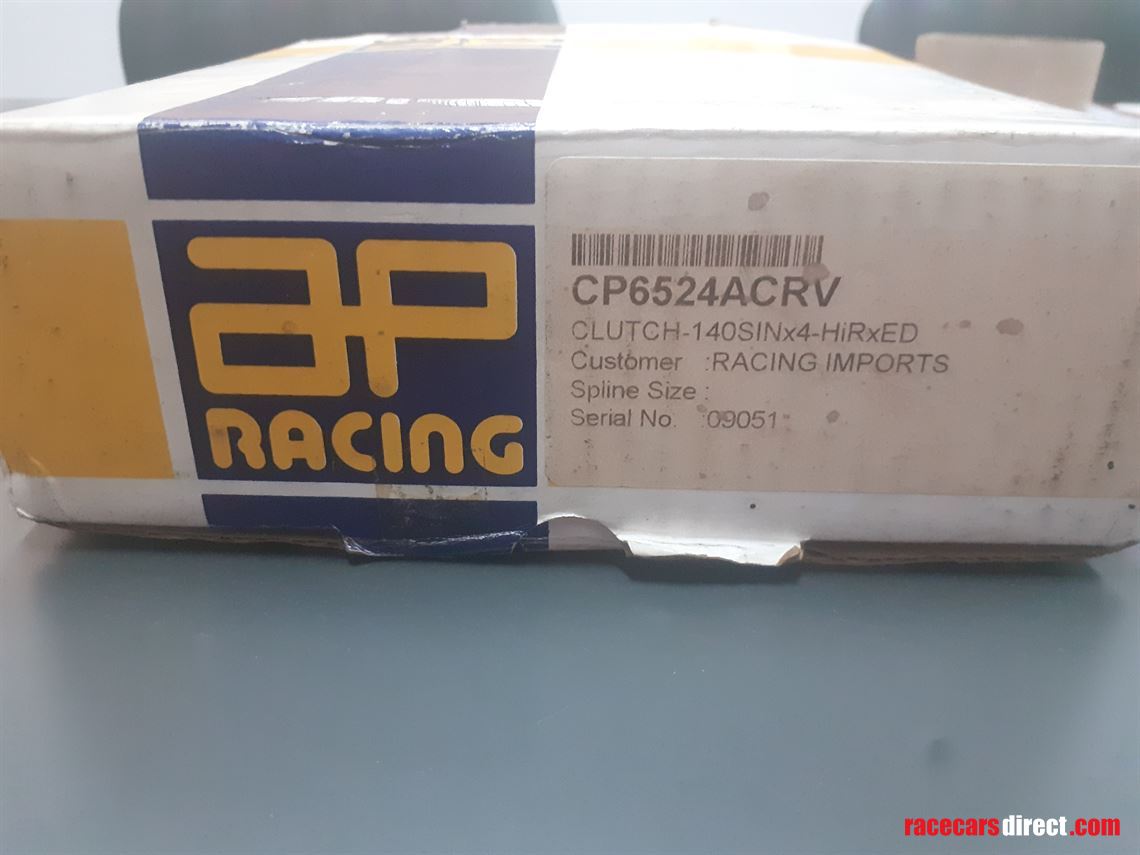 ap
RACING
CP6524ACRV
CLUTCH-140SINx4-HiRxED
Customer :RACING IMPORTS
Spline Size :
Serial No. :09051
racecarsdirect.com